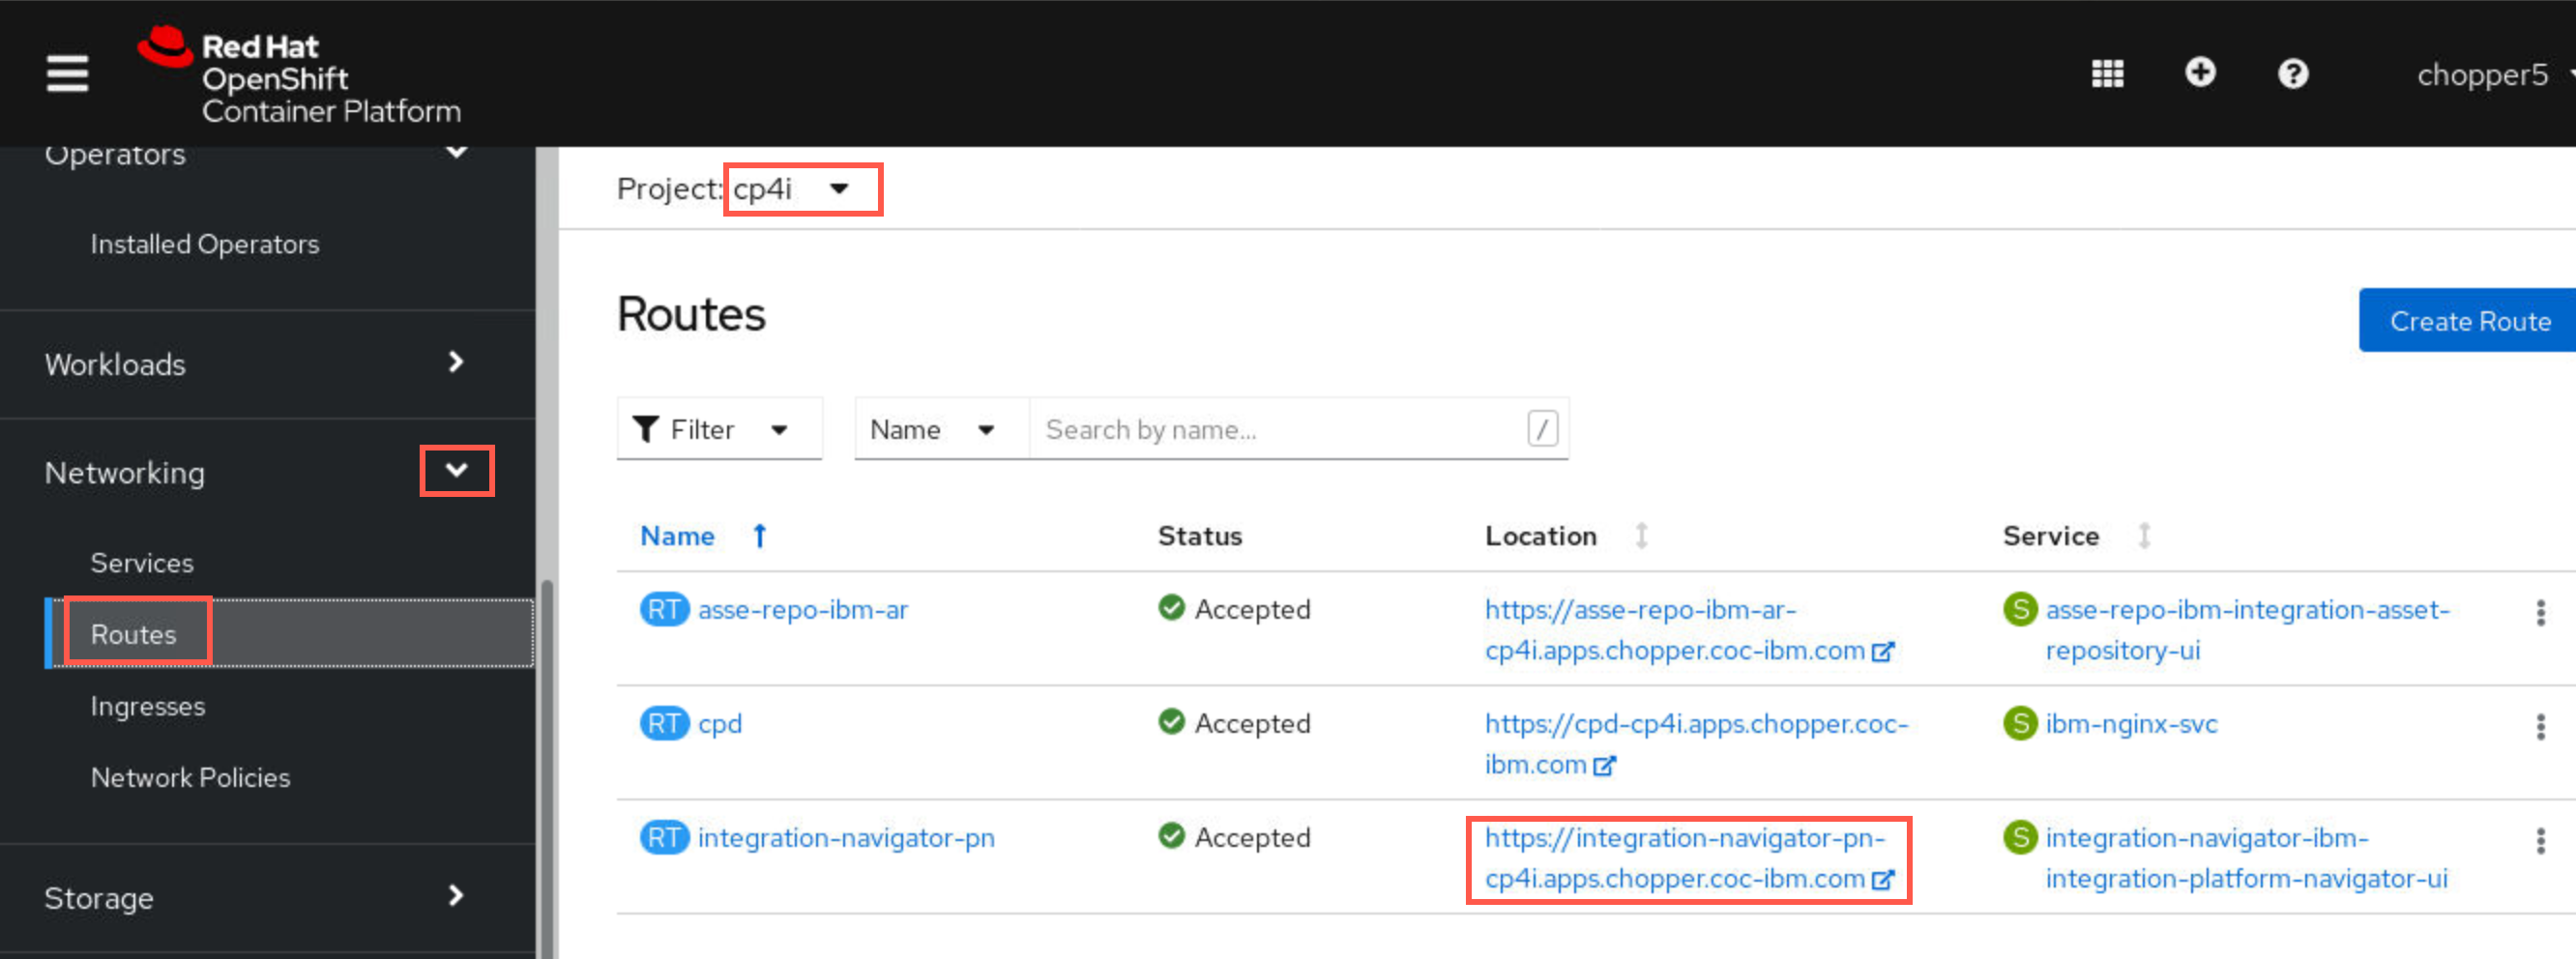 Red Hat
OpenShift
Container Platform
chopper5
Operators
Installed Operators
Workloads
Networking
Services
Routes
Ingresses
Network Policies
Storage
Project: cp4i
Routes
Create Route
Filter
Name
Search by name...
/
Name
Status
Location
Service
RT asse-repo-ibm-ar
Accepted
https://asse-repo-ibm-ar-
cp4i.apps.chopper.coc-ibm.com
S asse-repo-ibm-integration-asset-
repository-ui
RT cpd
Accepted
https://cpd-cp4i.apps.chopper.coc-
ibm.com
S ibm-nginx-svc
RT integration-navigator-pn
Accepted
https://integration-navigator-pn-
cp4i.apps.chopper.coc-ibm.com
S integration-navigator-ibm-
integration-platform-navigator-ui